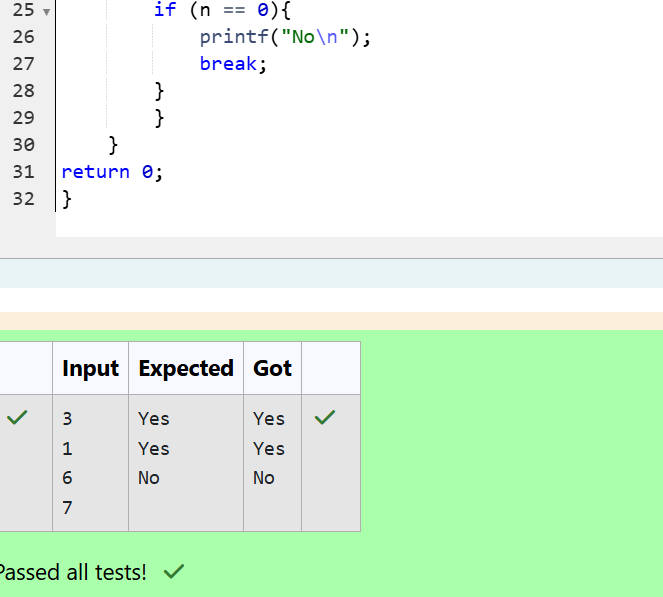 25 if (n == 0){
26 printf("No\n");
27 break;
28 }
29 }
30 }
31 return 0;
32 }
Input Expected Got
3 Yes Yes
1 Yes Yes
6 No No
7
Passed all tests!